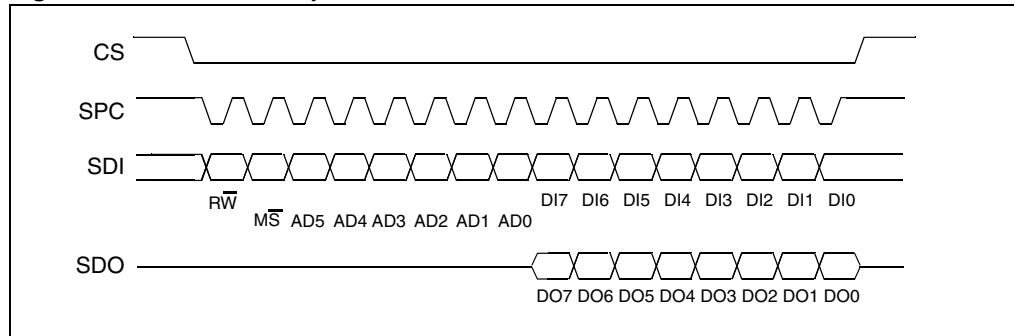 CS
SPC
SDI
RW̅
DI7 DI6 DI5 DI4 DI3 DI2 DI1 DI0
MS̅ AD5 AD4 AD3 AD2 AD1 AD0
SDO
DO7 DO6 DO5 DO4 DO3 DO2 DO1 DO0